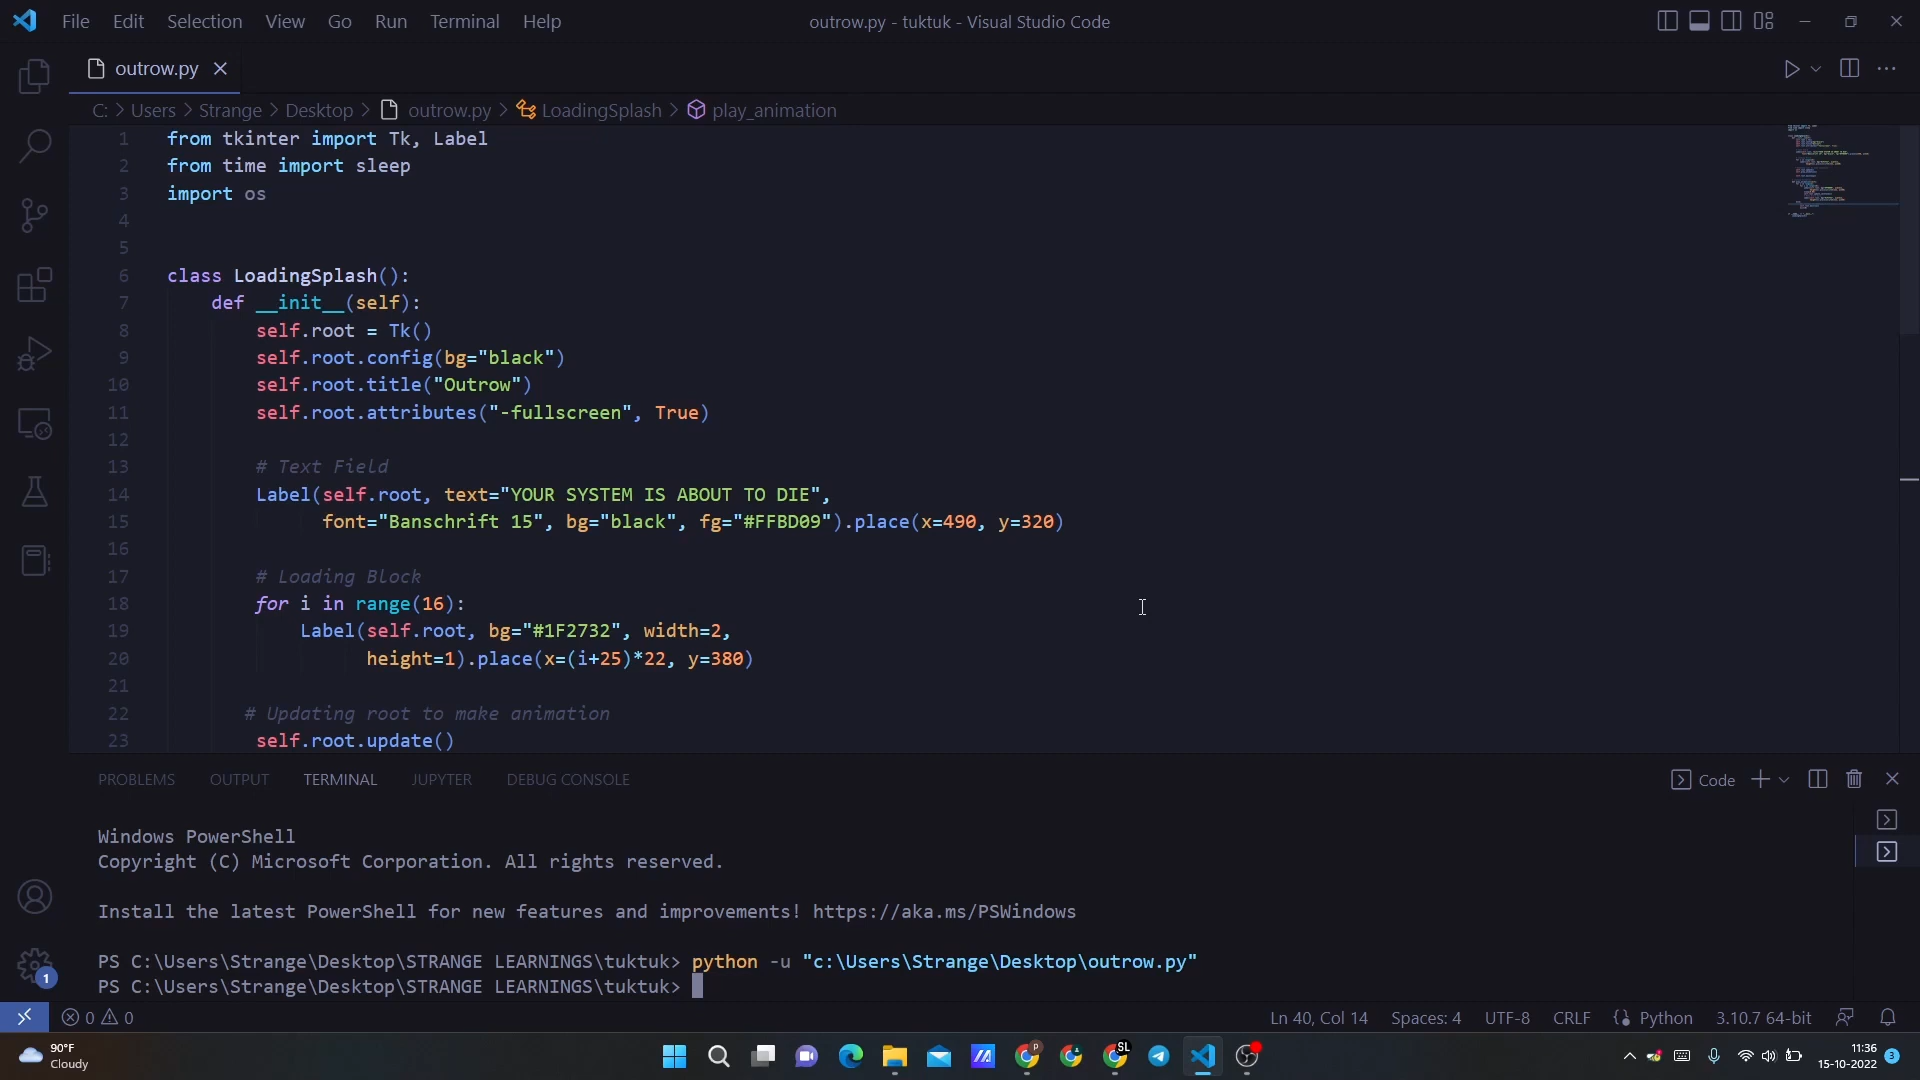 File Edit Selection View Go Run Terminal Help
outrow.py - tuktuk - Visual Studio Code
outrow.py
C: > Users > Strange > Desktop > outrow.py > LoadingSplash > play_animation
1 from tkinter import Tk, Label
2 from time import sleep
3 import os
4
5
6 class LoadingSplash():
7 def __init__(self):
8 self.root = Tk()
9 self.root.config(bg="black")
10 self.root.title("Outrow")
11 self.root.attributes("-fullscreen", True)
12
13 # Text Field
14 Label(self.root, text="YOUR SYSTEM IS ABOUT TO DIE",
15 font="Banschrift 15", bg="black", fg="#FFBD09").place(x=490, y=320)
16
17 # Loading Block
18 for i in range(16):
19 Label(self.root, bg="#1F2732", width=2,
20 height=1).place(x=(i+25)*22, y=380)
21
22 # Updating root to make animation
23 self.root.update()
PROBLEMS OUTPUT TERMINAL JUPYTER DEBUG CONSOLE
Code
Windows PowerShell
Copyright (C) Microsoft Corporation. All rights reserved.
Install the latest PowerShell for new features and improvements! https://aka.ms/PSWindows
PS C:\Users\Strange\Desktop\STRANGE LEARNINGS\tuktuk> python -u "c:\Users\Strange\Desktop\outrow.py"
PS C:\Users\Strange\Desktop\STRANGE LEARNINGS\tuktuk>
1
0 0
Ln 40, Col 14 Spaces: 4 UTF-8 CRLF Python 3.10.7 64-bit
90°F
Cloudy
P
SL
11:36
15-10-2022
3